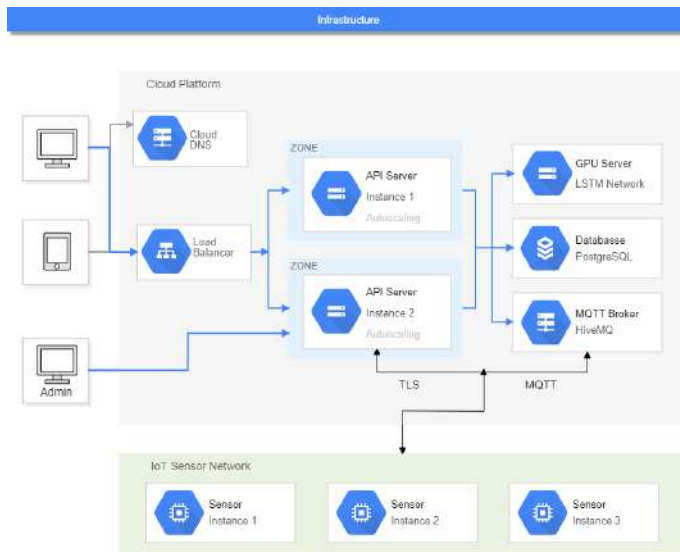 Infrastructure
Cloud Platform
Cloud
DNS
ZONE
API Server
Instance 1
Autoscaling
GPU Server
LSTM Network
Load
Balancar
Databasse
PostgreSQL
ZONE
API Server
Instance 2
Autoscaling
MQTT Broker
HiveMQ
Admin
TLS
MQTT
IoT Sensor Network
Sensor
Instance 1
Sensor
Instance 2
Sensor
Instance 3